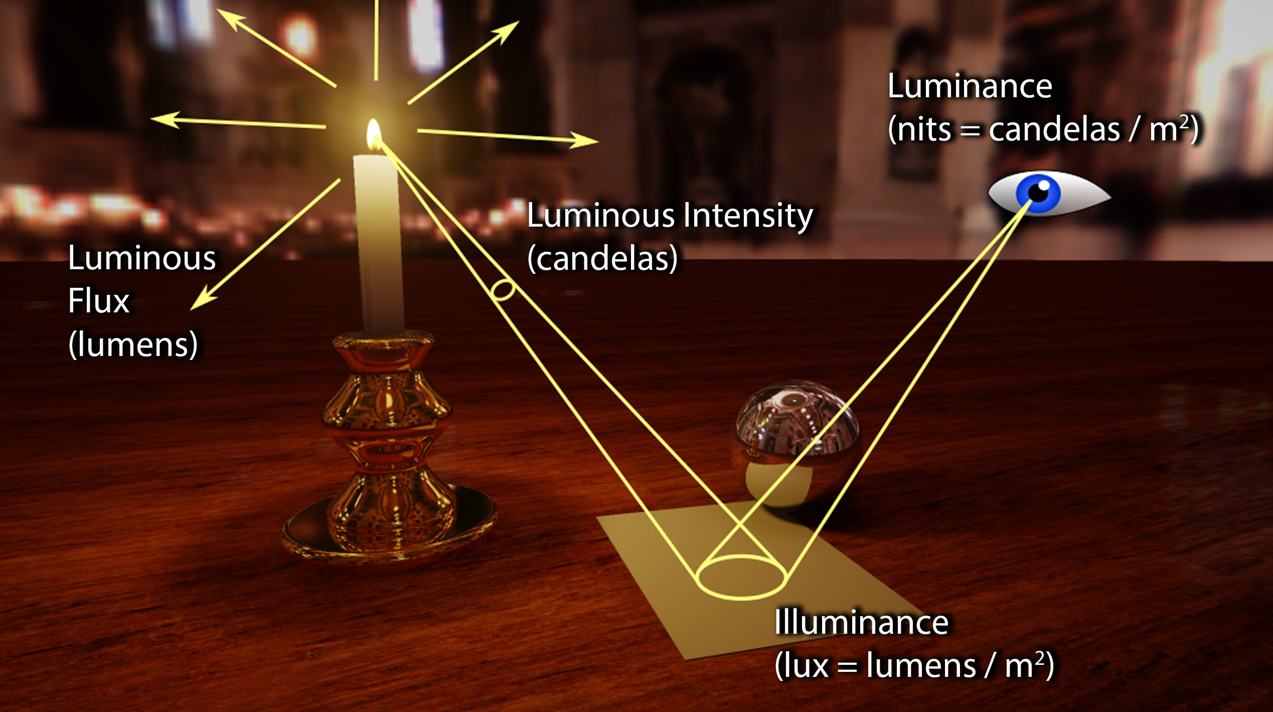 Luminance
(nits = candelas / m²)
Luminous Intensity
(candelas)
Luminous
Flux
(lumens)
Illuminance
(lux = lumens / m²)